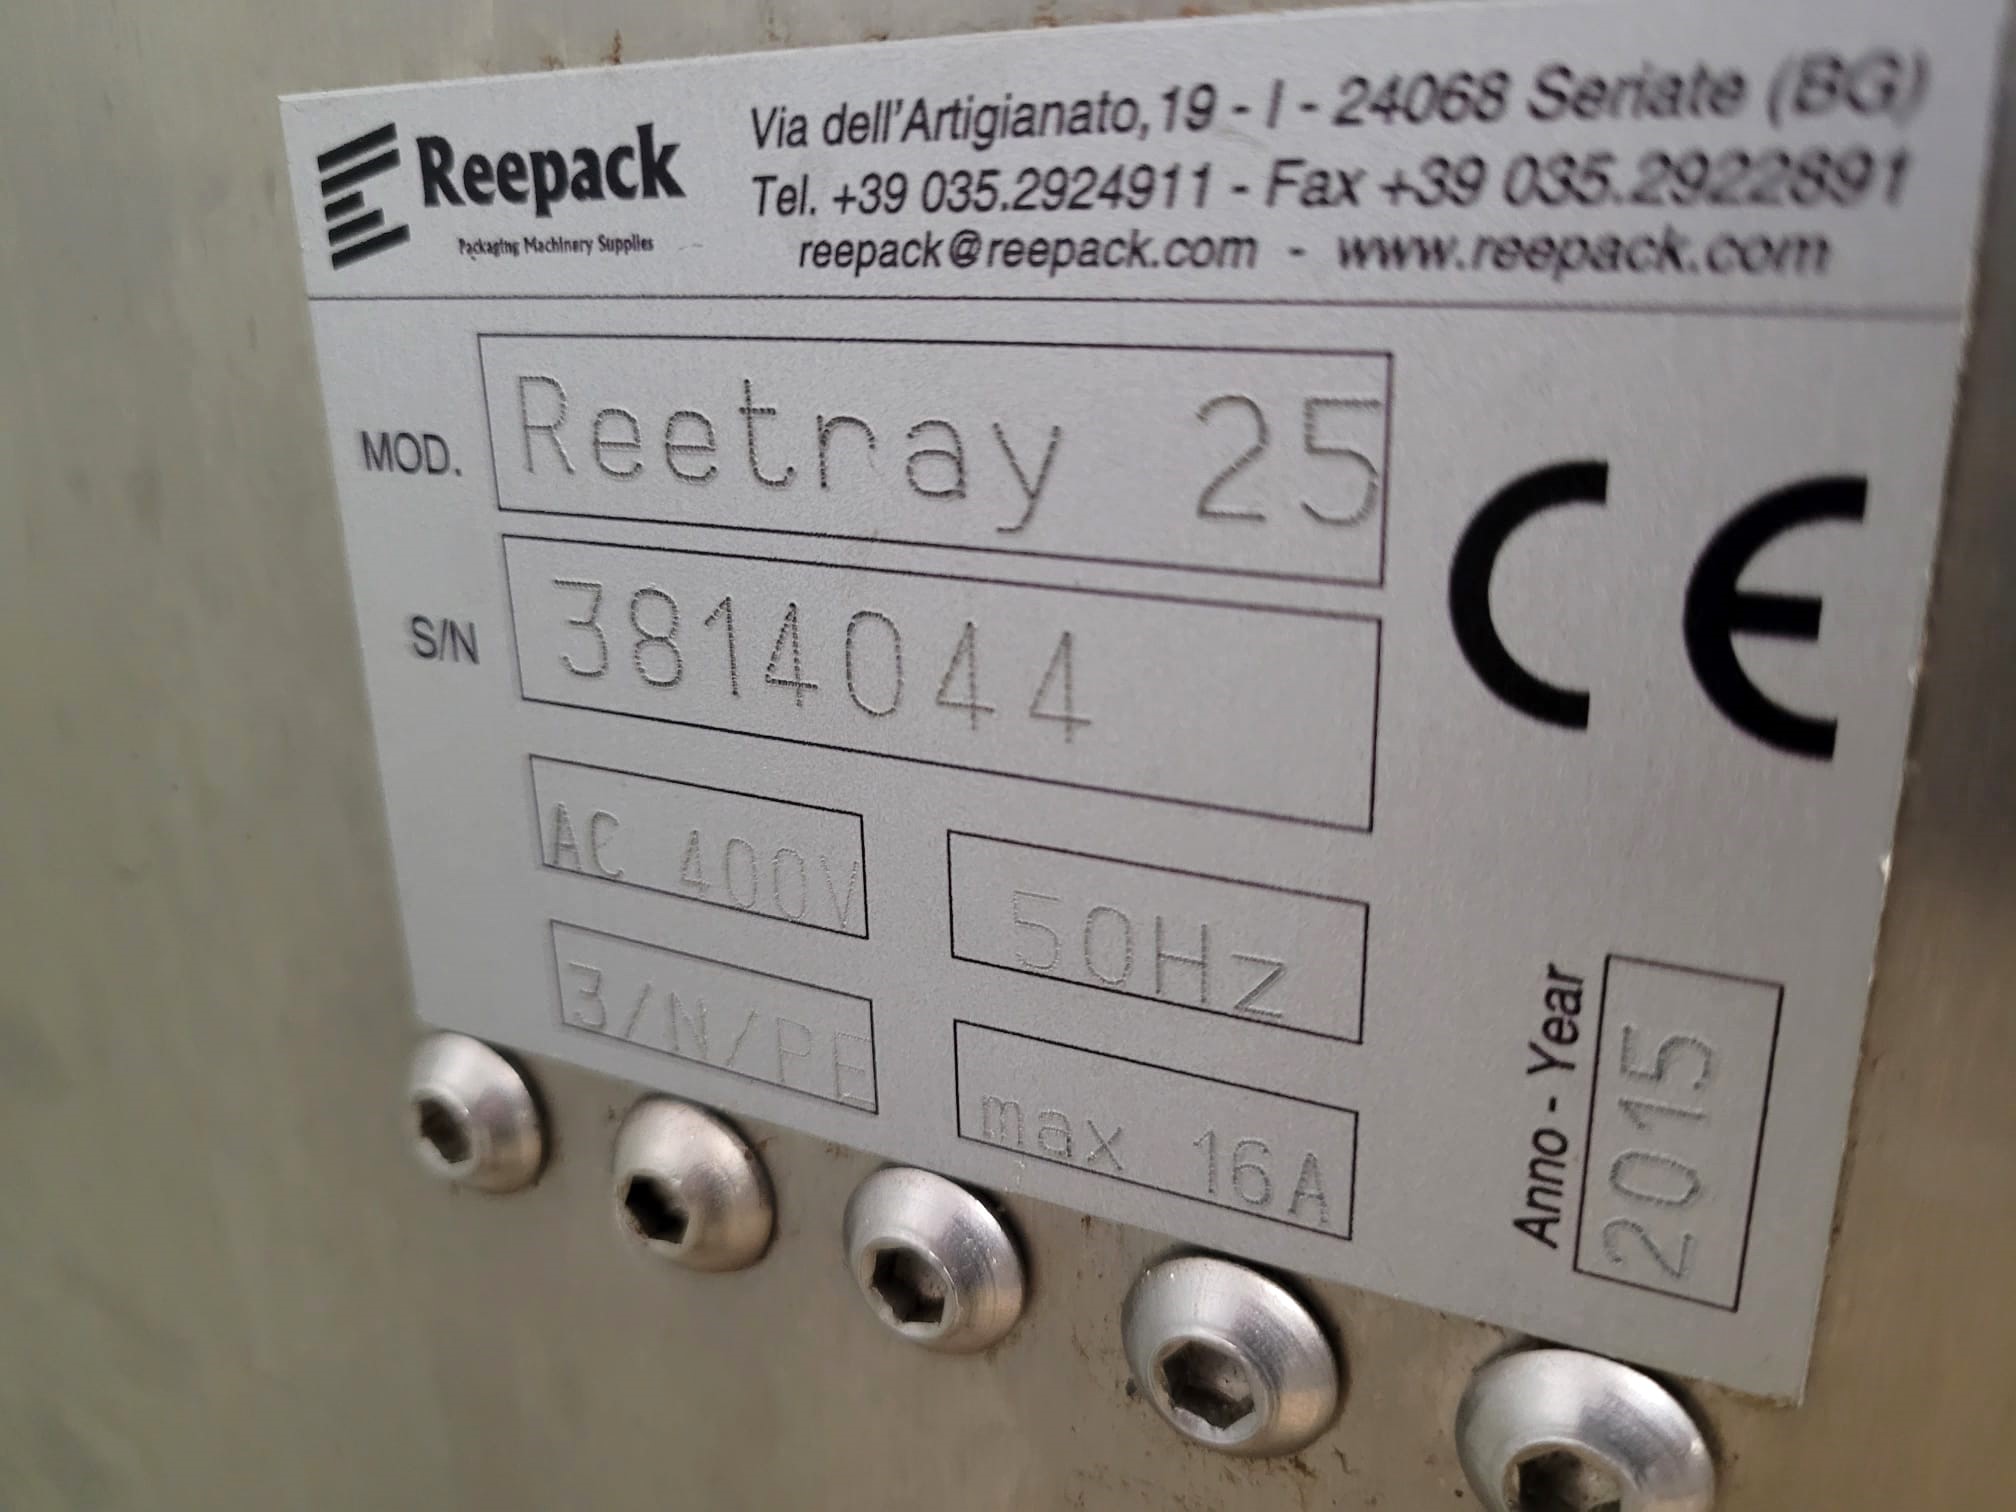 Reepack
Packaging Machinery Supplies
Via dell'Artigianato, 19 - I - 24068 Seriate (BG)
Tel. +39 035.2924911 - Fax +39 035.2922891
reepack@reepack.com - www.reepack.com
MOD. Reetray 25
S/N 3814044
CE
AC 400V
50Hz
3/N/PE
max 16A
Anno - Year 2015